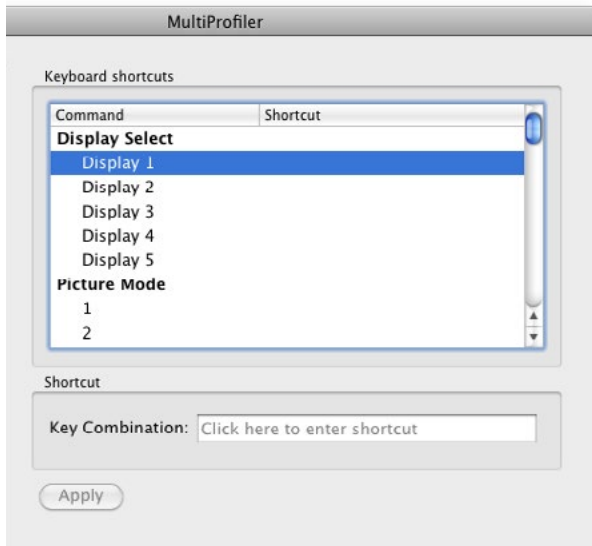 MultiProfiler
Keyboard shortcuts
Command Shortcut
Display Select
Display 1
Display 2
Display 3
Display 4
Display 5
Picture Mode
1
2
Shortcut
Key Combination: Click here to enter shortcut
Apply